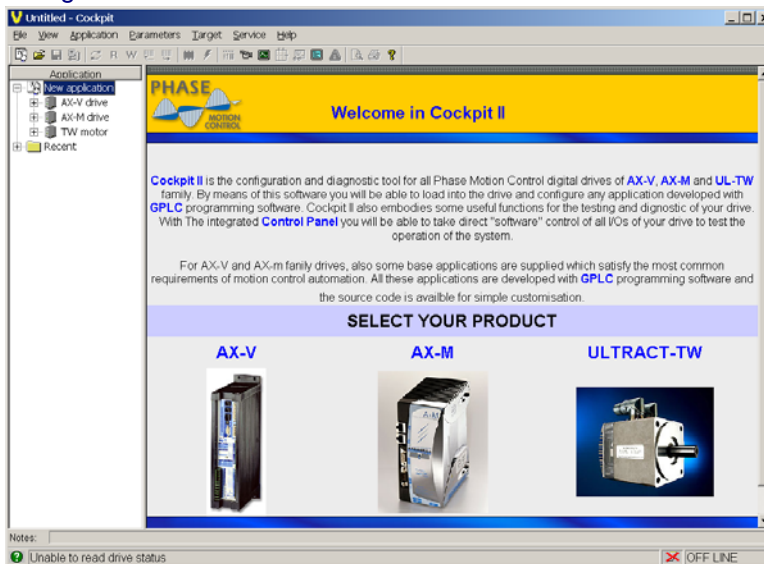 Untitled - Cockpit
File View Application Parameters Target Service Help
R W
Application
New application
AX-V drive
AX-M drive
TW motor
Recent
PHASE
MOTION
CONTROL
Welcome in Cockpit II
Cockpit II is the configuration and diagnostic tool for all Phase Motion Control digital drives of AX-V, AX-M and UL-TW
family. By means of this software you will be able to load into the drive and configure any application developed with
GPLC programming software. Cockpit II also embodies some useful functions for the testing and dignostic of your drive.
With The integrated Control Panel you will be able to take direct "software" control of all I/Os of your drive to test the
operation of the system.
For AX-V and AX-m fanily drives, also some base applications are supplied which satisfy the most common
requirements of motion control automation. All these applications are developed with GPLC programming software and
the source code is availble for simple customisation.
SELECT YOUR PRODUCT
AX-V
AX-M
ULTRACT-TW
AxM
Notes:
Unable to read drive status
OFF LINE